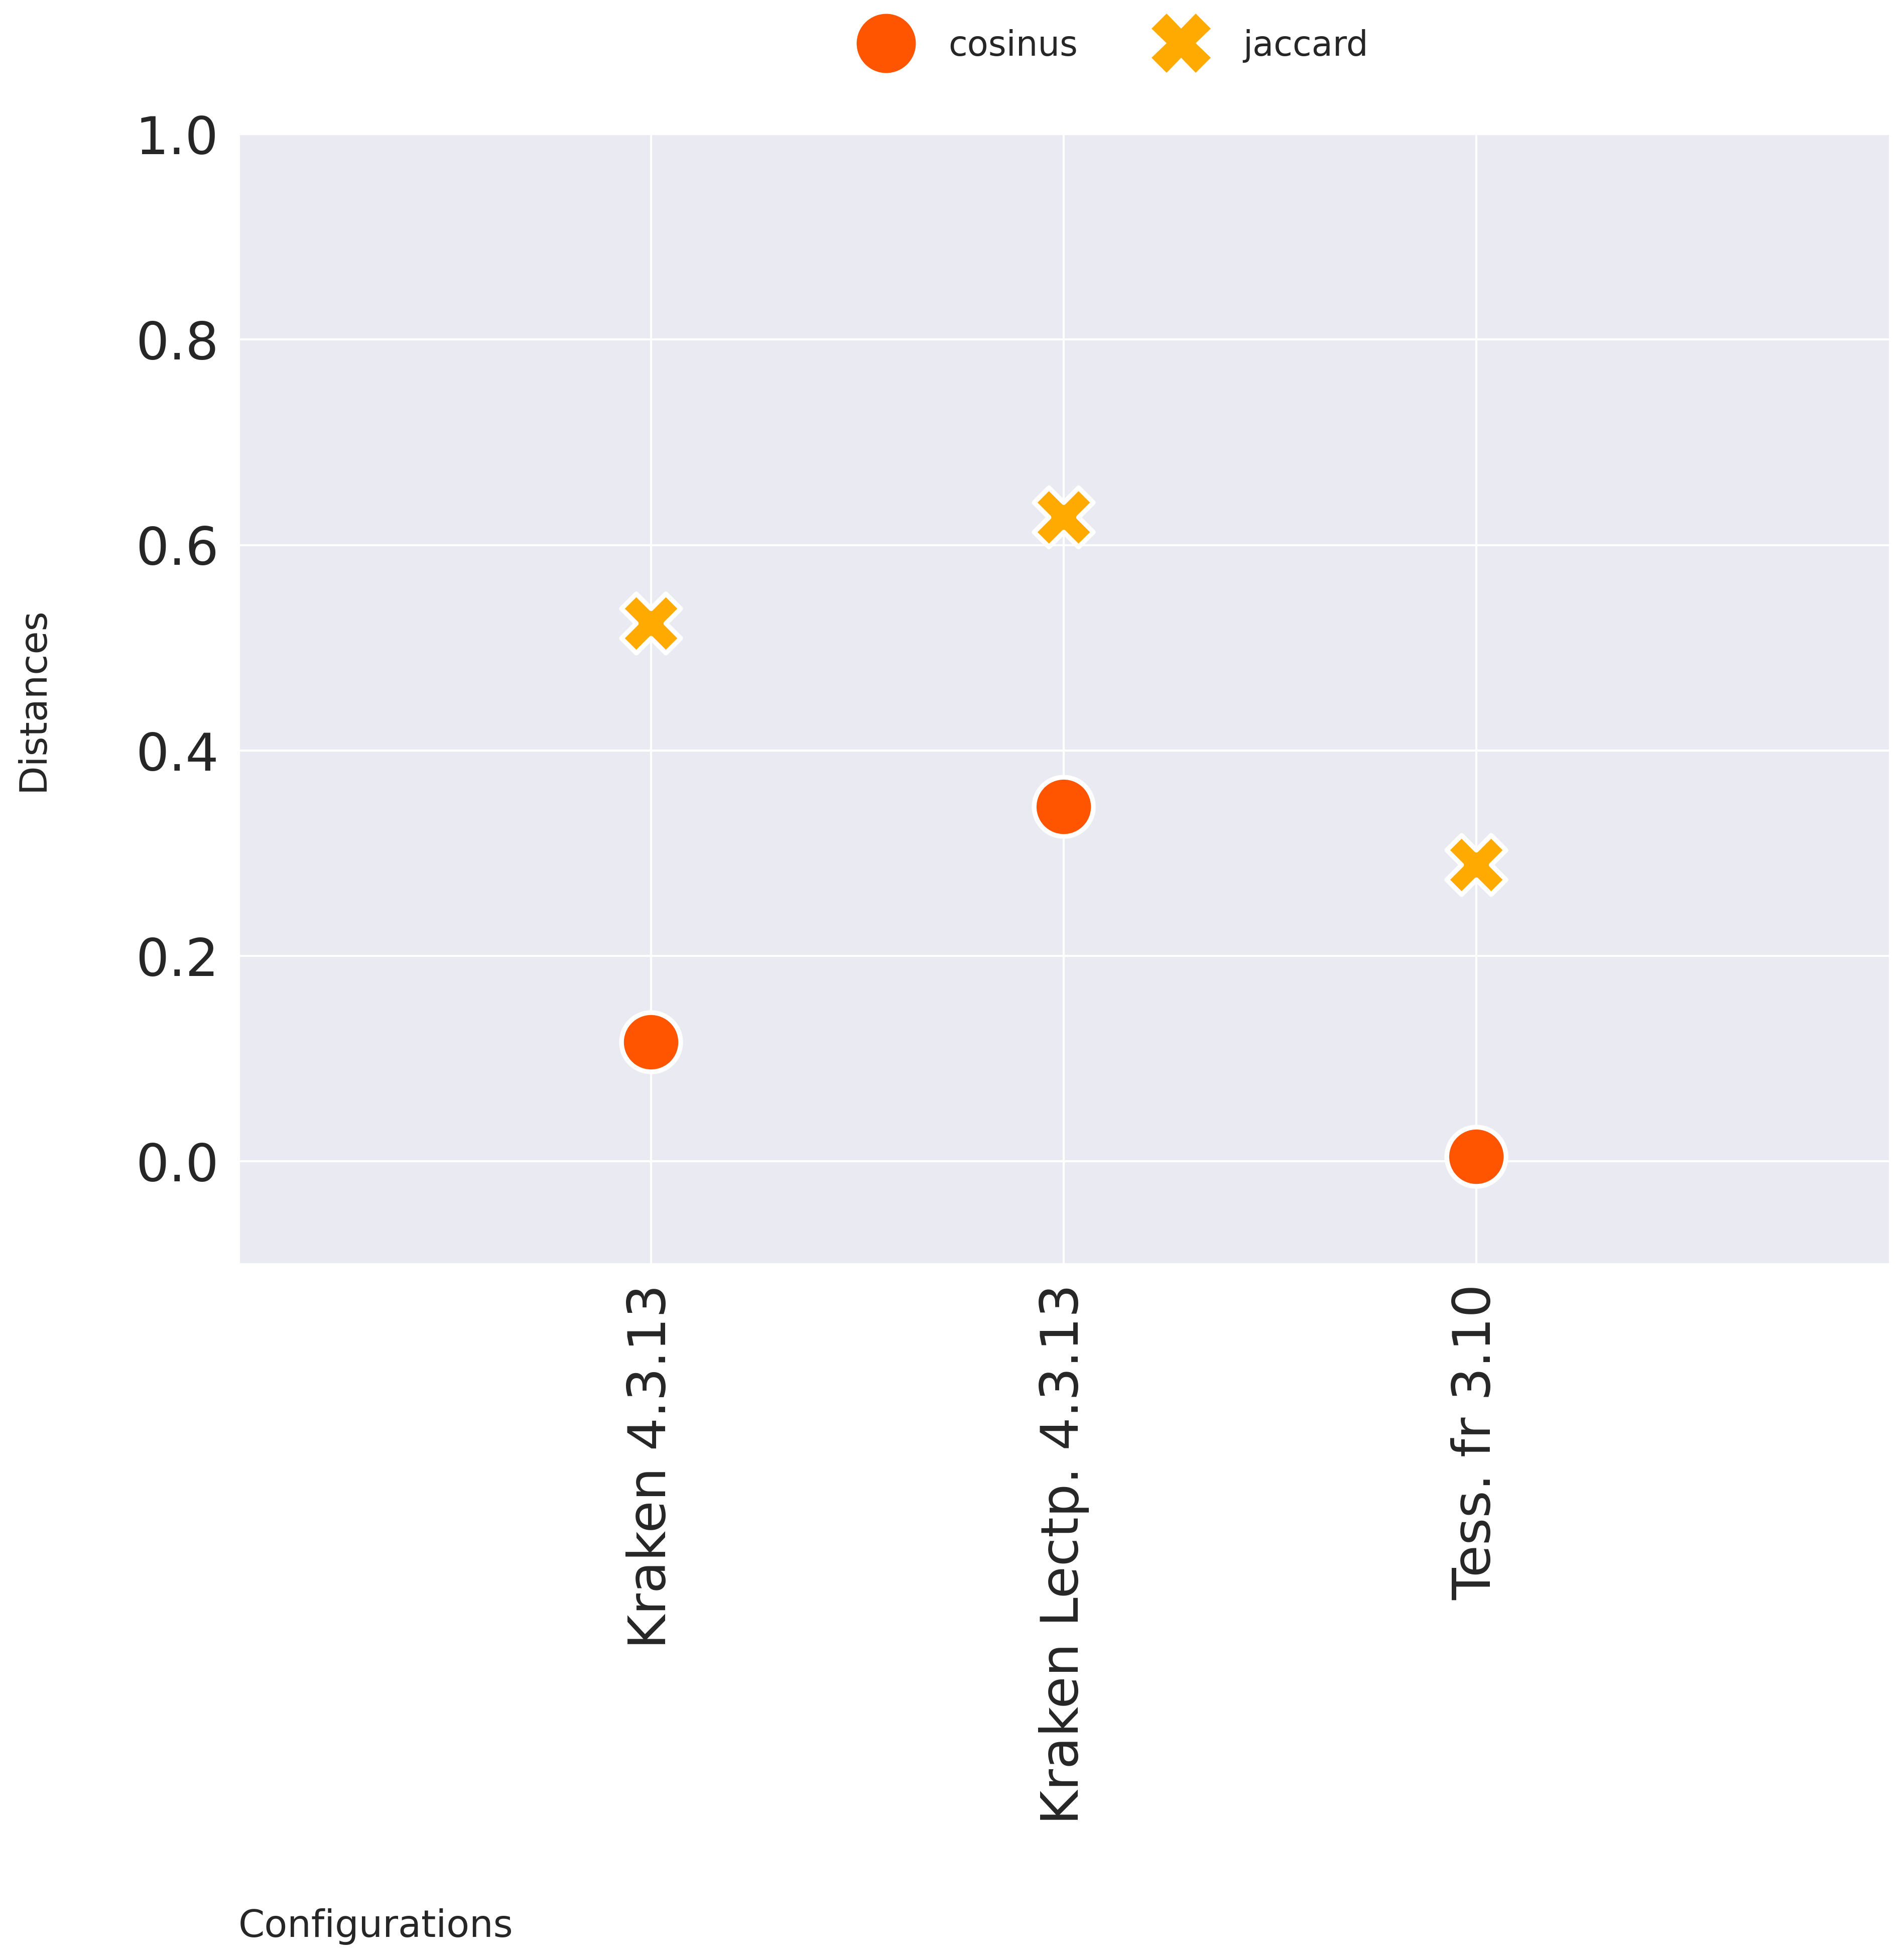 cosinus jaccard
1.0
0.8
0.6
0.4
0.2
0.0
Distances
Kraken 4.3.13
Kraken Lectp. 4.3.13
Tess. fr 3.10
Configurations